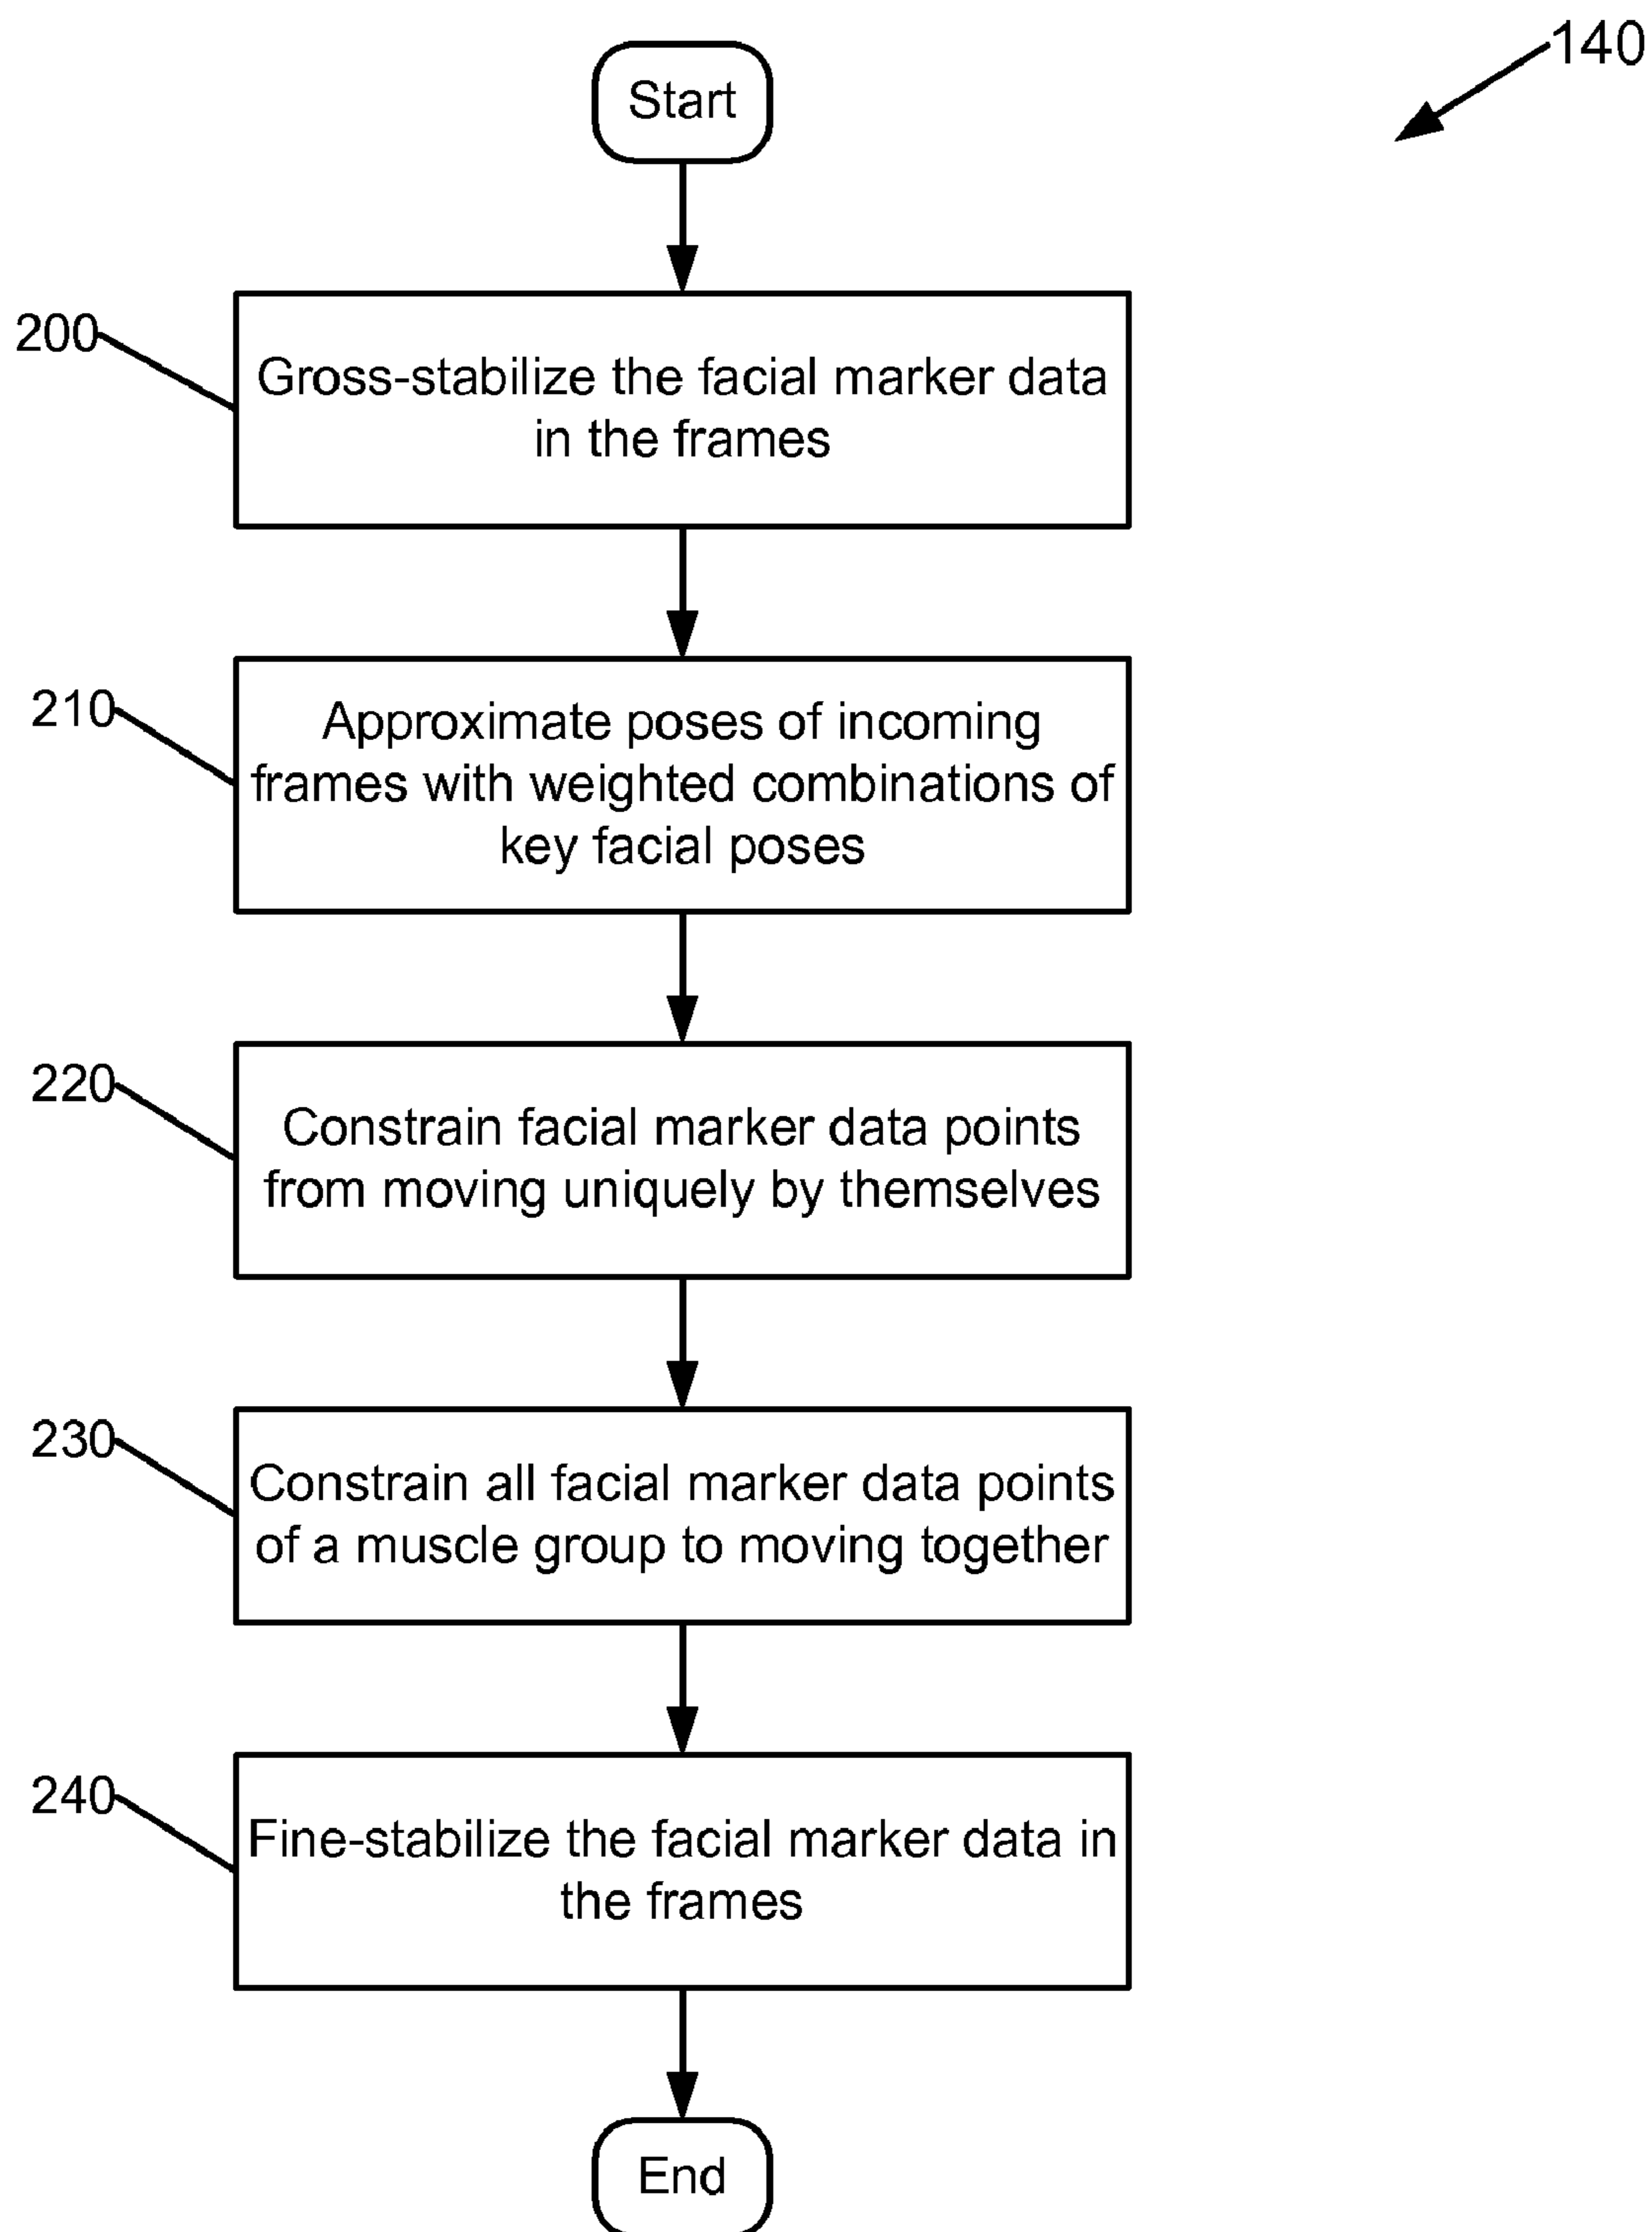 140
Start
200
Gross-stabilize the facial marker data
in the frames
210
Approximate poses of incoming
frames with weighted combinations of
key facial poses
220
Constrain facial marker data points
from moving uniquely by themselves
230
Constrain all facial marker data points
of a muscle group to moving together
240
Fine-stabilize the facial marker data in
the frames
End